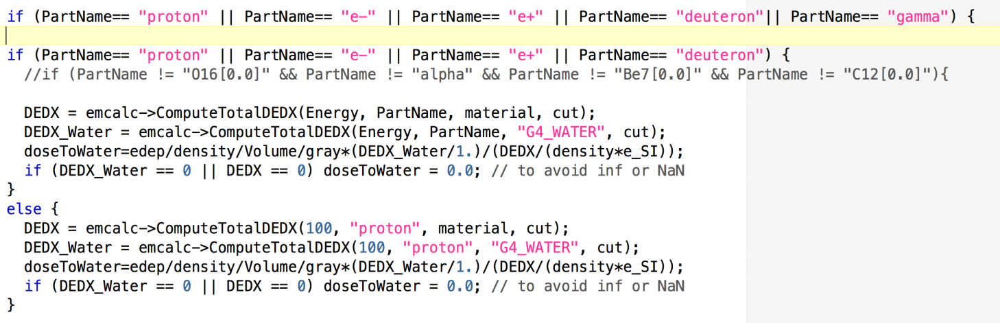 if (PartName== "proton" || PartName== "e-" || PartName== "e+" || PartName== "deuteron"|| PartName== "gamma") {
if (PartName== "proton" || PartName== "e-" || PartName== "e+" || PartName== "deuteron") {
//if (PartName != "O16[0.0]" && PartName != "alpha" && PartName != "Be7[0.0]" && PartName != "C12[0.0]"){
DEDX = emcalc->ComputeTotalDEDX(Energy, PartName, material, cut);
DEDX_Water = emcalc->ComputeTotalDEDX(Energy, PartName, "G4_WATER", cut);
doseToWater=edep/density/Volume/gray*(DEDX_Water/1.)/(DEDX/(density*e_SI));
if (DEDX_Water == 0 || DEDX == 0) doseToWater = 0.0; // to avoid inf or NaN
}
else {
DEDX = emcalc->ComputeTotalDEDX(100, "proton", material, cut);
DEDX_Water = emcalc->ComputeTotalDEDX(100, "proton", "G4_WATER", cut);
doseToWater=edep/density/Volume/gray*(DEDX_Water/1.)/(DEDX/(density*e_SI));
if (DEDX_Water == 0 || DEDX == 0) doseToWater = 0.0; // to avoid inf or NaN
}